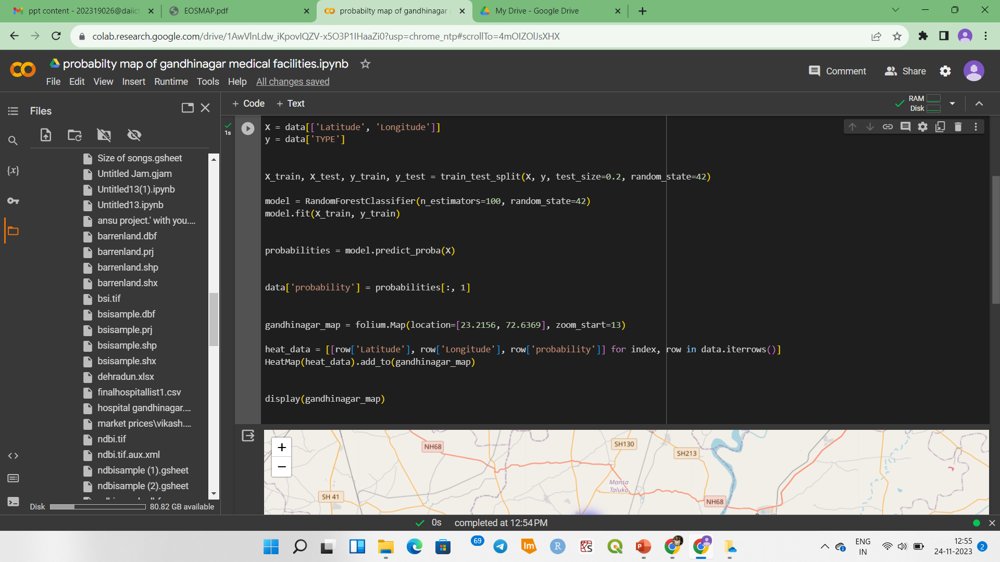 ppt content - 202319026@daiict
EOSMAP.pdf
probabilty map of gandhinagar
My Drive - Google Drive
colab.research.google.com/drive/1AwVlnLdw_iKpovIQZV-x5O3P1IHaaZi0?usp=chrome_ntp#scrollTo=4mOIZOlJsXHX
probabilty map of gandhinagar medical facilities.ipynb
File Edit View Insert Runtime Tools Help All changes saved
Comment Share
Files
+ Code + Text
RAM
Disk
{x}
Size of songs.gsheet
Untitled Jam.gjam
Untitled13(1).ipynb
Untitled13.ipynb
ansu project.' with you....
barrenland.dbf
barrenland.prj
barrenland.shp
barrenland.shx
bsi.tif
bsisample.dbf
bsisample.prj
bsisample.shp
bsisample.shx
dehradun.xlsx
finalhospitallist1.csv
hospital gandhinagar....
market prices\vikash....
ndbi.tif
ndbi.tif.aux.xml
ndbisample (1).gsheet
ndbisample (2).gsheet
Disk 80.82 GB available
1s
X = data[['Latitude', 'Longitude']]
y = data['TYPE']
X_train, X_test, y_train, y_test = train_test_split(X, y, test_size=0.2, random_state=42)
model = RandomForestClassifier(n_estimators=100, random_state=42)
model.fit(X_train, y_train)
probabilities = model.predict_proba(X)
data['probability'] = probabilities[:, 1]
gandhinagar_map = folium.Map(location=[23.2156, 72.6369], zoom_start=13)
heat_data = [[row['Latitude'], row['Longitude'], row['probability']] for index, row in data.iterrows()]
HeatMap(heat_data).add_to(gandhinagar_map)
display(gandhinagar_map)
+
−
NH68
SH130
SH213
Mansa
Taluka
SH 41
NH68
0s completed at 12:54 PM
69
Im
R
ENG
IN
12:55
24-11-2023
2